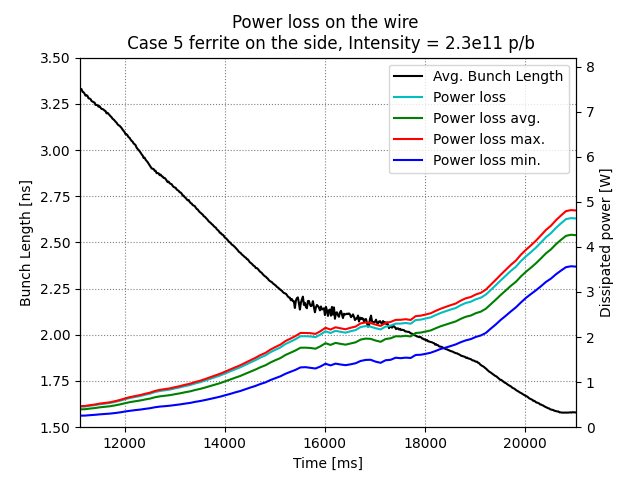 Power loss on the wire
Case 5 ferrite on the side, Intensity = 2.3e11 p/b
3.50
3.25
3.00
2.75
2.50
2.25
2.00
1.75
1.50
Bunch Length [ns]
Avg. Bunch Length
Power loss
Power loss avg.
Power loss max.
Power loss min.
8
7
6
5
4
3
2
1
0
Dissipated power [W]
12000
14000
16000
18000
20000
Time [ms]